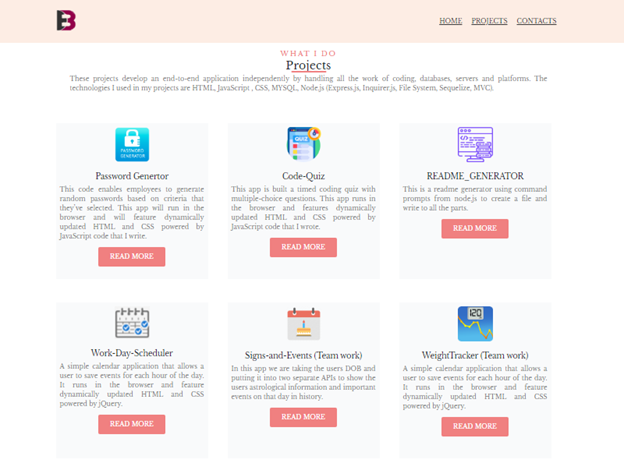 B
HOME PROJECTS CONTACTS
WHAT I DO
Projects
These projects develop an end-to-end application independently by handling all the work of coding, databases, servers and platforms. The
technologies I used in my projects are HTML, JavaScript , CSS, MYSQL, Node.js (Express.js, Inquirer.js, File System, Sequelize, MVC).
PASSWORD
GENERATOR
Password Genertor
This code enables employees to generate
random passwords based on criteria that
they've selected. This app will run in the
browser and will feature dynamically
updated HTML and CSS powered by
JavaScript code that I wrote.
READ MORE
QUIZ
Code-Quiz
This app is built a timed coding quiz with
multiple-choice questions. This app runs in
the browser and features dynamically
updated HTML and CSS powered by
JavaScript code that I wrote.
READ MORE
README_GENERATOR
This is a readme generator using command
prompts from node.js to create a file and
write to all the parts.
READ MORE
Work-Day-Scheduler
A simple calendar application that allows a
user to save events for each hour of the day.
It runs in the browser and feature
dynamically updated HTML and CSS
powered by jQuery.
READ MORE
Signs-and-Events (Team work)
In this app we are taking the users DOB and
putting it into two separate APIs to show the
users astrological information and important
events on that day in history.
READ MORE
120
WeightTracker (Team work)
A simple calendar application that allows a
user to save events for each hour of the day.
It runs in the browser and feature
dynamically updated HTML and CSS
powered by jQuery.
READ MORE